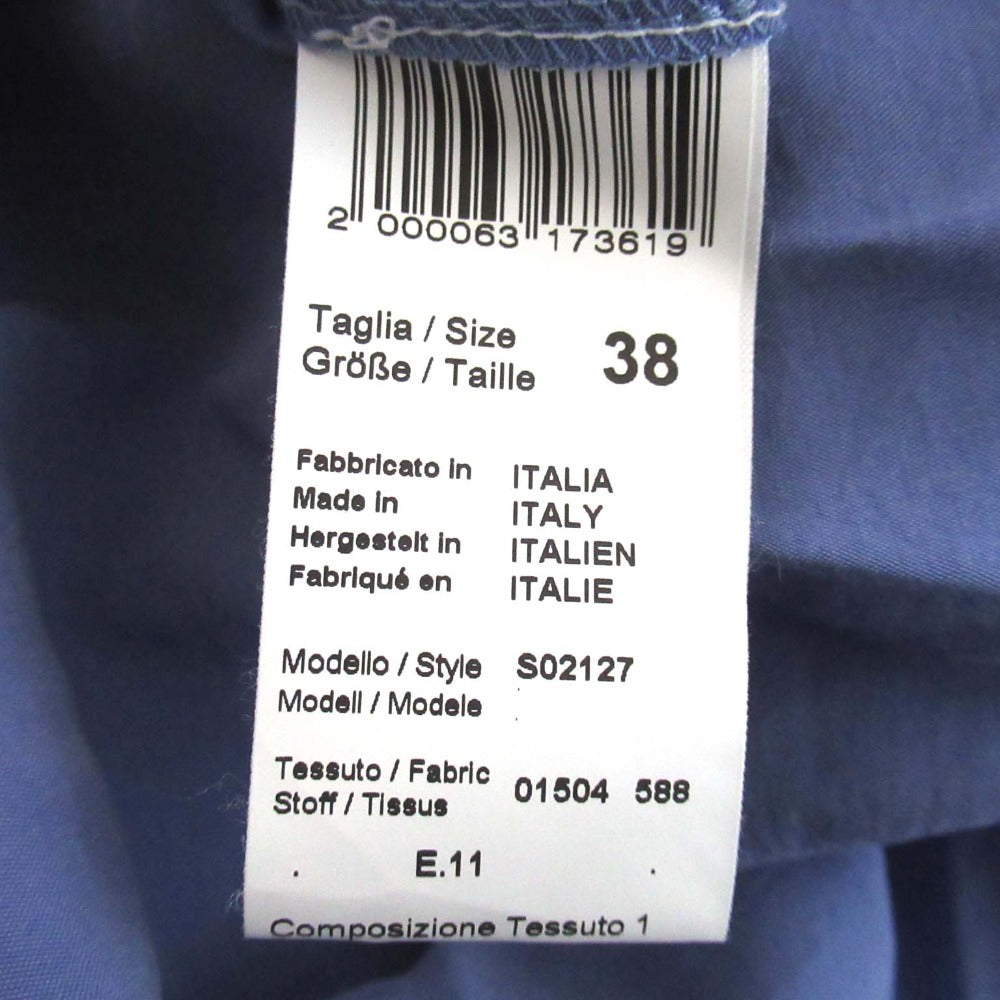 2 000063 173619
Taglia / Size 38
Größe / Taille
Fabbricato in ITALIA
Made in ITALY
Hergestelt in ITALIEN
Fabriqué en ITALIE
Modello / Style S02127
Modell / Modele
Tessuto / Fabric 01504 588
Stoff / Tissus
. E.11 .
Composizione Tessuto 1